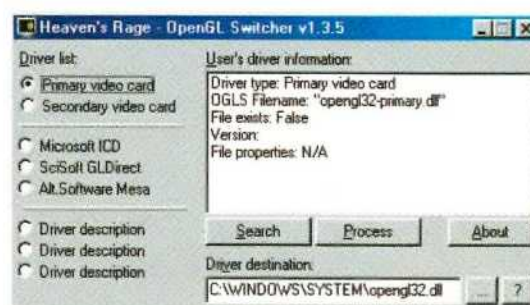 Heaven's Rage - OpenGL Switcher v1.3.5
Driver list:
Primary video card
Secondary video card
Microsoft ICD
SciSoft GLDirect
Alt.Software Mesa
Driver description
Driver description
Driver description
User's driver information:
Driver type: Primary video card
OGLS Filename: "opengl32-primary.dll"
File exists: False
Version:
File properties: N/A
Search
Process
About
Driver destination:
C:\WINDOWS\SYSTEM\opengl32.dll
...
?